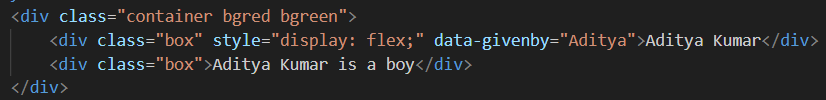 <div class="container bgred bgreen">
    <div class="box" style="display: flex;" data-givenby="Aditya">Aditya Kumar</div>
    <div class="box">Aditya Kumar is a boy</div>
</div>